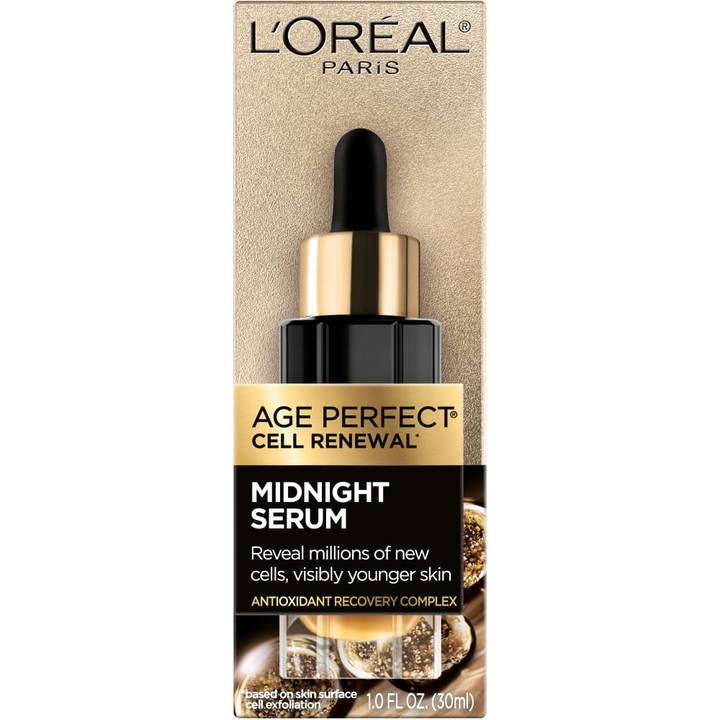 L'ORÉAL®
PARiS
AGE PERFECT®
CELL RENEWAL*
MIDNIGHT
SERUM
Reveal millions of new
cells, visibly younger skin
ANTIOXIDANT RECOVERY COMPLEX
*based on skin surface
cell exfoliation
1.0 FL OZ. (30ml)